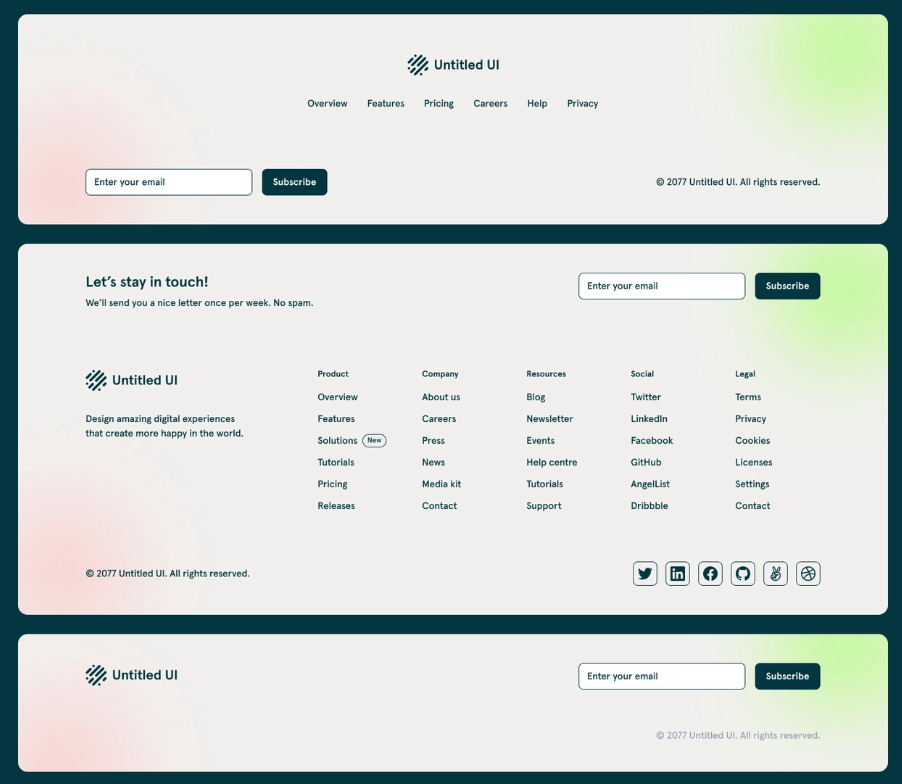 Untitled UI
Overview Features Pricing Careers Help Privacy
Enter your email Subscribe © 2077 Untitled UI. All rights reserved.
Let’s stay in touch!
We’ll send you a nice letter once per week. No spam.
Enter your email Subscribe
Untitled UI
Design amazing digital experiences
that create more happy in the world.
Product
Overview
Features
Solutions New
Tutorials
Pricing
Releases
Company
About us
Careers
Press
News
Media kit
Contact
Resources
Blog
Newsletter
Events
Help centre
Tutorials
Support
Social
Twitter
LinkedIn
Facebook
GitHub
AngelList
Dribbble
Legal
Terms
Privacy
Cookies
Licenses
Settings
Contact
© 2077 Untitled UI. All rights reserved.
Untitled UI
Enter your email Subscribe
© 2077 Untitled UI. All rights reserved.